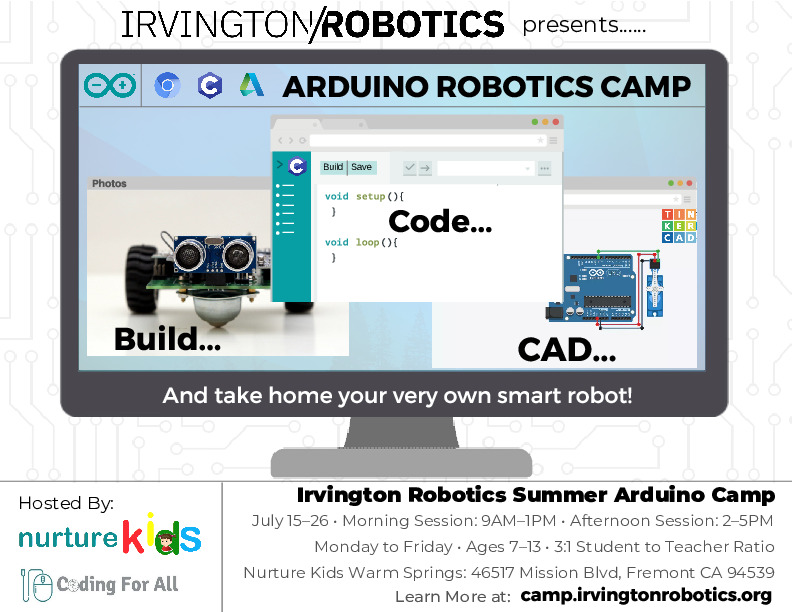 IRVINGTON/ROBOTICS presents......
ARDUINO ROBOTICS CAMP
Photos
Build Save
void setup(){
}
Code...
void loop(){
}
TIN
KER
CAD
Build...
CAD...
And take home your very own smart robot!
Hosted By:
nurture kids
Coding For All
Irvington Robotics Summer Arduino Camp
July 15–26 • Morning Session: 9AM–1PM • Afternoon Session: 2–5PM
Monday to Friday • Ages 7–13 • 3:1 Student to Teacher Ratio
Nurture Kids Warm Springs: 46517 Mission Blvd, Fremont CA 94539
Learn More at: camp.irvingtonrobotics.org